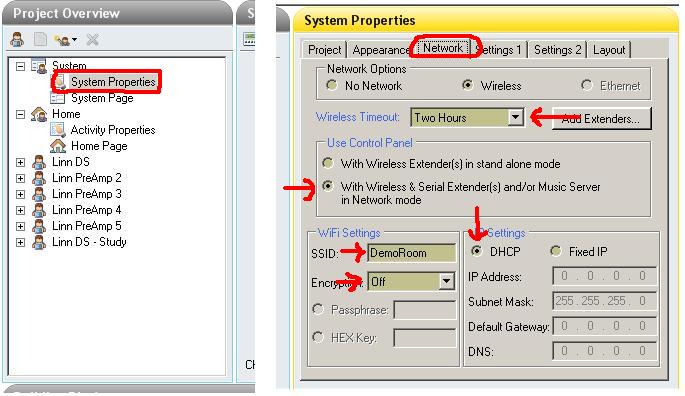 Project Overview
S
System
System Properties
System Page
Home
Activity Properties
Home Page
Linn DS
Linn PreAmp 2
Linn PreAmp 3
Linn PreAmp 4
Linn PreAmp 5
Linn DS - Study
System Properties
Project
Appearance
Network
Settings 1
Settings 2
Layout
Network Options
No Network
Wireless
Ethernet
Wireless Timeout:
Two Hours
Add Extenders...
Use Control Panel
With Wireless Extender(s) in stand alone mode
With Wireless & Serial Extender(s) and/or Music Server
in Network mode
WiFi Settings
SSID:
DemoRoom
Encryption:
Off
Passphrase:
HEX Key:
Settings
DHCP
Fixed IP
IP Address:
0 . 0 . 0 . 0
Subnet Mask:
255 . 255 . 255 . 0
Default Gateway:
0 . 0 . 0 . 0
DNS:
0 . 0 . 0 . 0